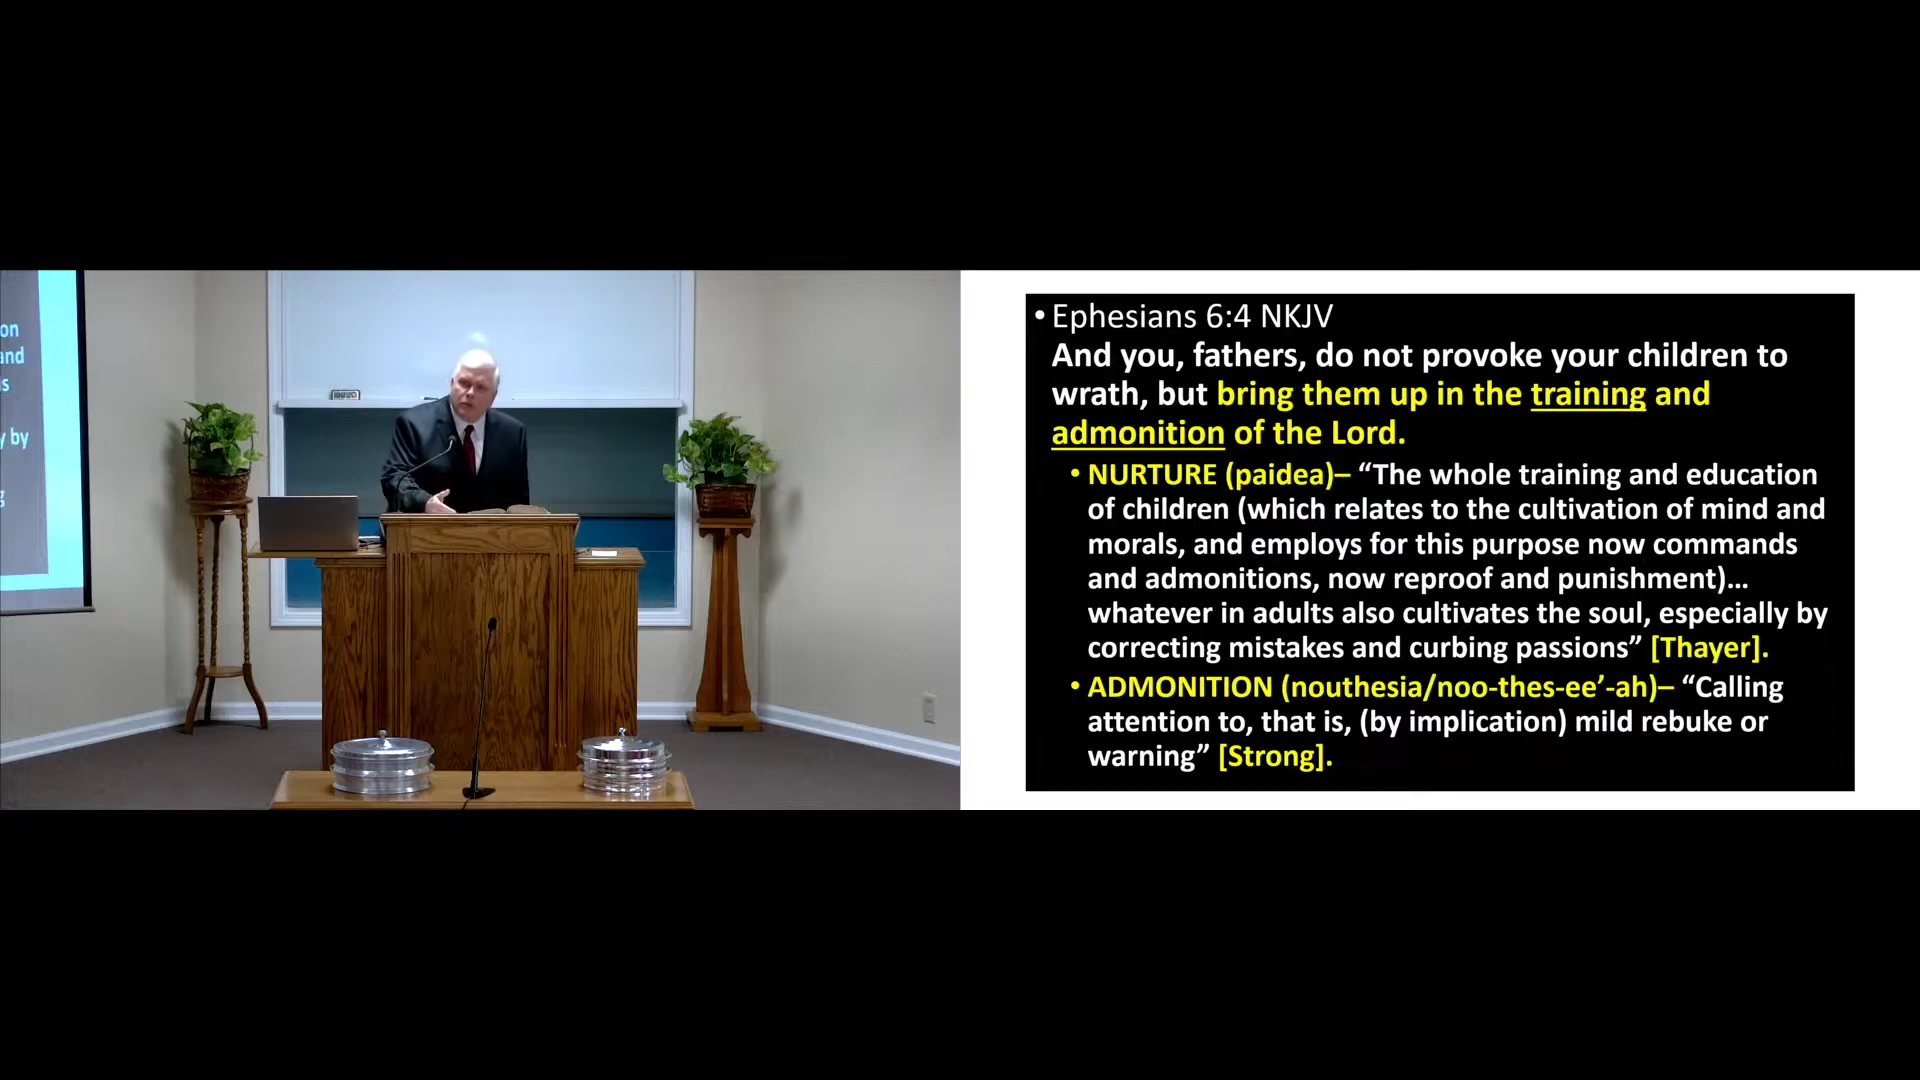 on
and
s
y by
g
• Ephesians 6:4 NKJV
And you, fathers, do not provoke your children to
wrath, but bring them up in the training and
admonition of the Lord.
• NURTURE (paidea)– “The whole training and education
of children (which relates to the cultivation of mind and
morals, and employs for this purpose now commands
and admonitions, now reproof and punishment)…
whatever in adults also cultivates the soul, especially by
correcting mistakes and curbing passions” [Thayer].
• ADMONITION (nouthesia/noo-thes-ee’-ah)– “Calling
attention to, that is, (by implication) mild rebuke or
warning” [Strong].